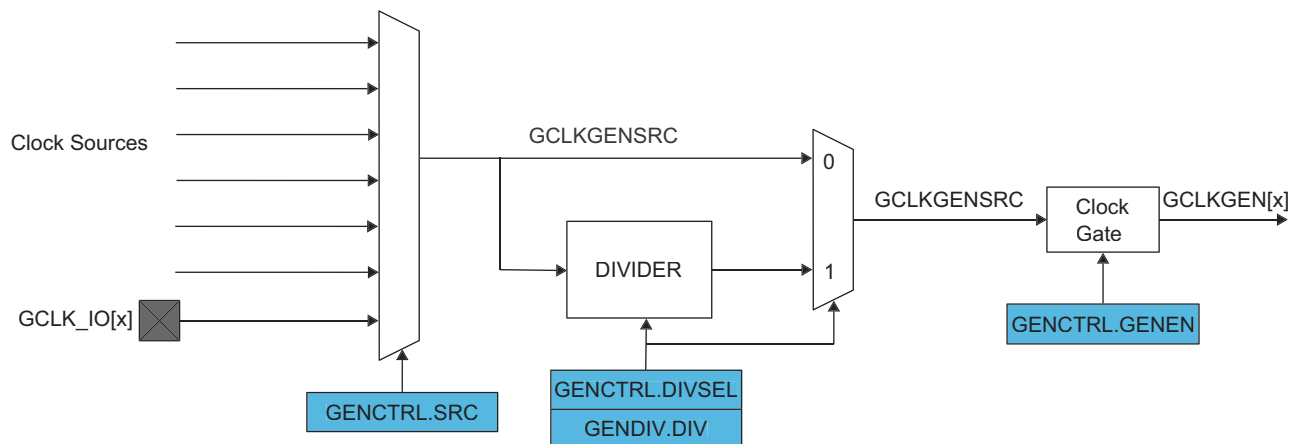 Clock Sources
GCLK_IO[x]
GENCTRL.SRC
GCLKGENSRC
DIVIDER
0
1
GENCTRL.DIVSEL
GENDIV.DIV
GCLKGENSRC
Clock
Gate
GCLKGEN[x]
GENCTRL.GENEN